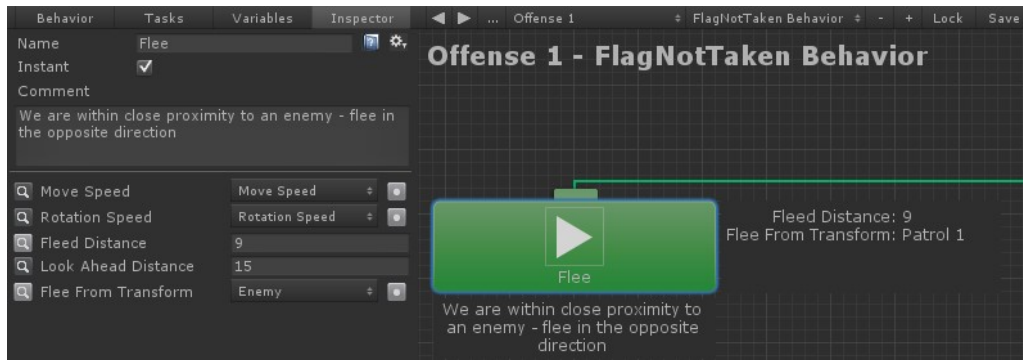 Behavior Tasks Variables Inspector
Name Flee
Instant
Comment
We are within close proximity to an enemy - flee in
the opposite direction
Move Speed Move Speed
Rotation Speed Rotation Speed
Fleed Distance 9
Look Ahead Distance 15
Flee From Transform Enemy
... Offense 1 FlagNotTaken Behavior - + Lock Save
Offense 1 - FlagNotTaken Behavior
Flee
Fleed Distance: 9
Flee From Transform: Patrol 1
We are within close proximity to
an enemy - flee in the opposite
direction